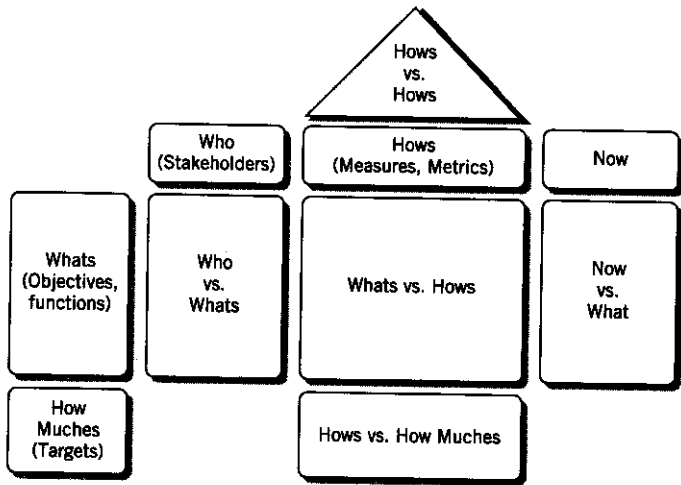 Hows
vs.
Hows
Who
(Stakeholders)
Hows
(Measures, Metrics)
Now
Whats
(Objectives,
functions)
Who
vs.
Whats
Whats vs. Hows
Now
vs.
What
How
Muches
(Targets)
Hows vs. How Muches